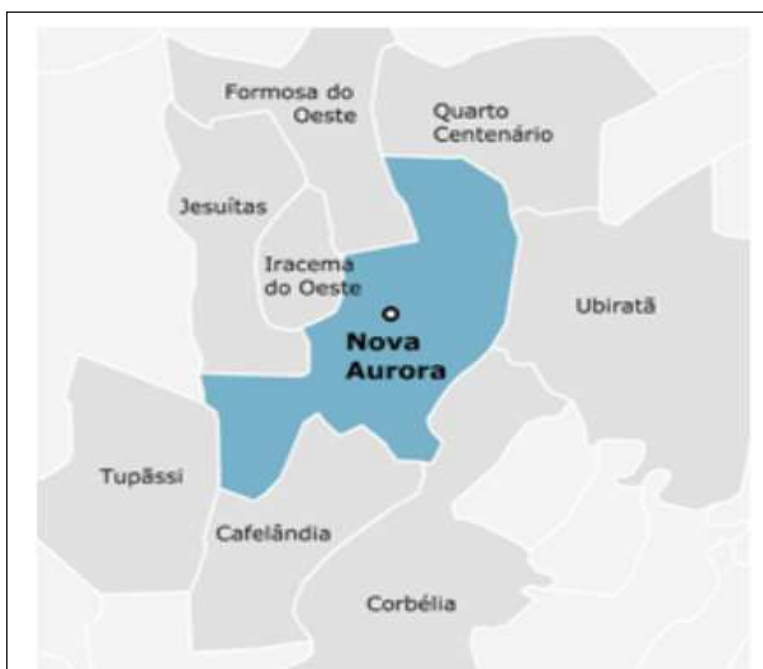 Formosa do
Oeste
Quarto
Centenário
Jesuítas
Iracema
do Oeste
Ubiratã
Nova
Aurora
Tupãssi
Cafelândia
Corbélia